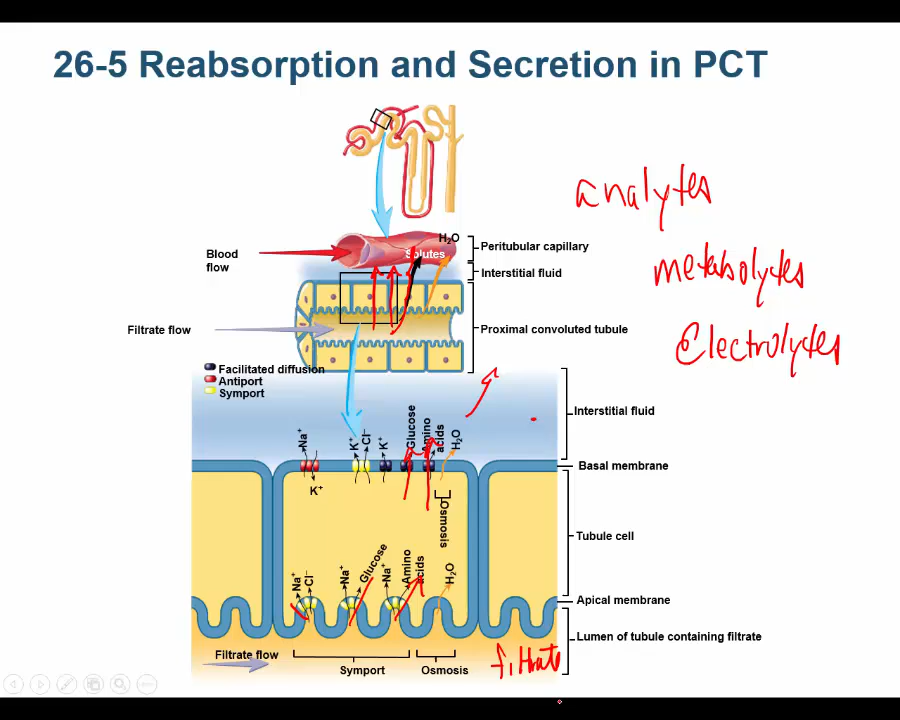 26-5 Reabsorption and Secretion in PCT
analytes
metabolytes
Electrolytes
H₂O
Solutes
Blood
flow
Peritubular capillary
Interstitial fluid
Filtrate flow
Proximal convoluted tubule
Facilitated diffusion
Antiport
Symport
Interstitial fluid
Na⁺
K⁺
Cl⁻
K⁺
Glucose
Amino
acids
H₂O
K⁺
Basal membrane
Osmosis
Tubule cell
Na⁺
Cl⁻
Na⁺
Glucose
Na⁺
Amino
acids
H₂O
Apical membrane
Lumen of tubule containing filtrate
Filtrate flow
Symport
Osmosis
filtrate